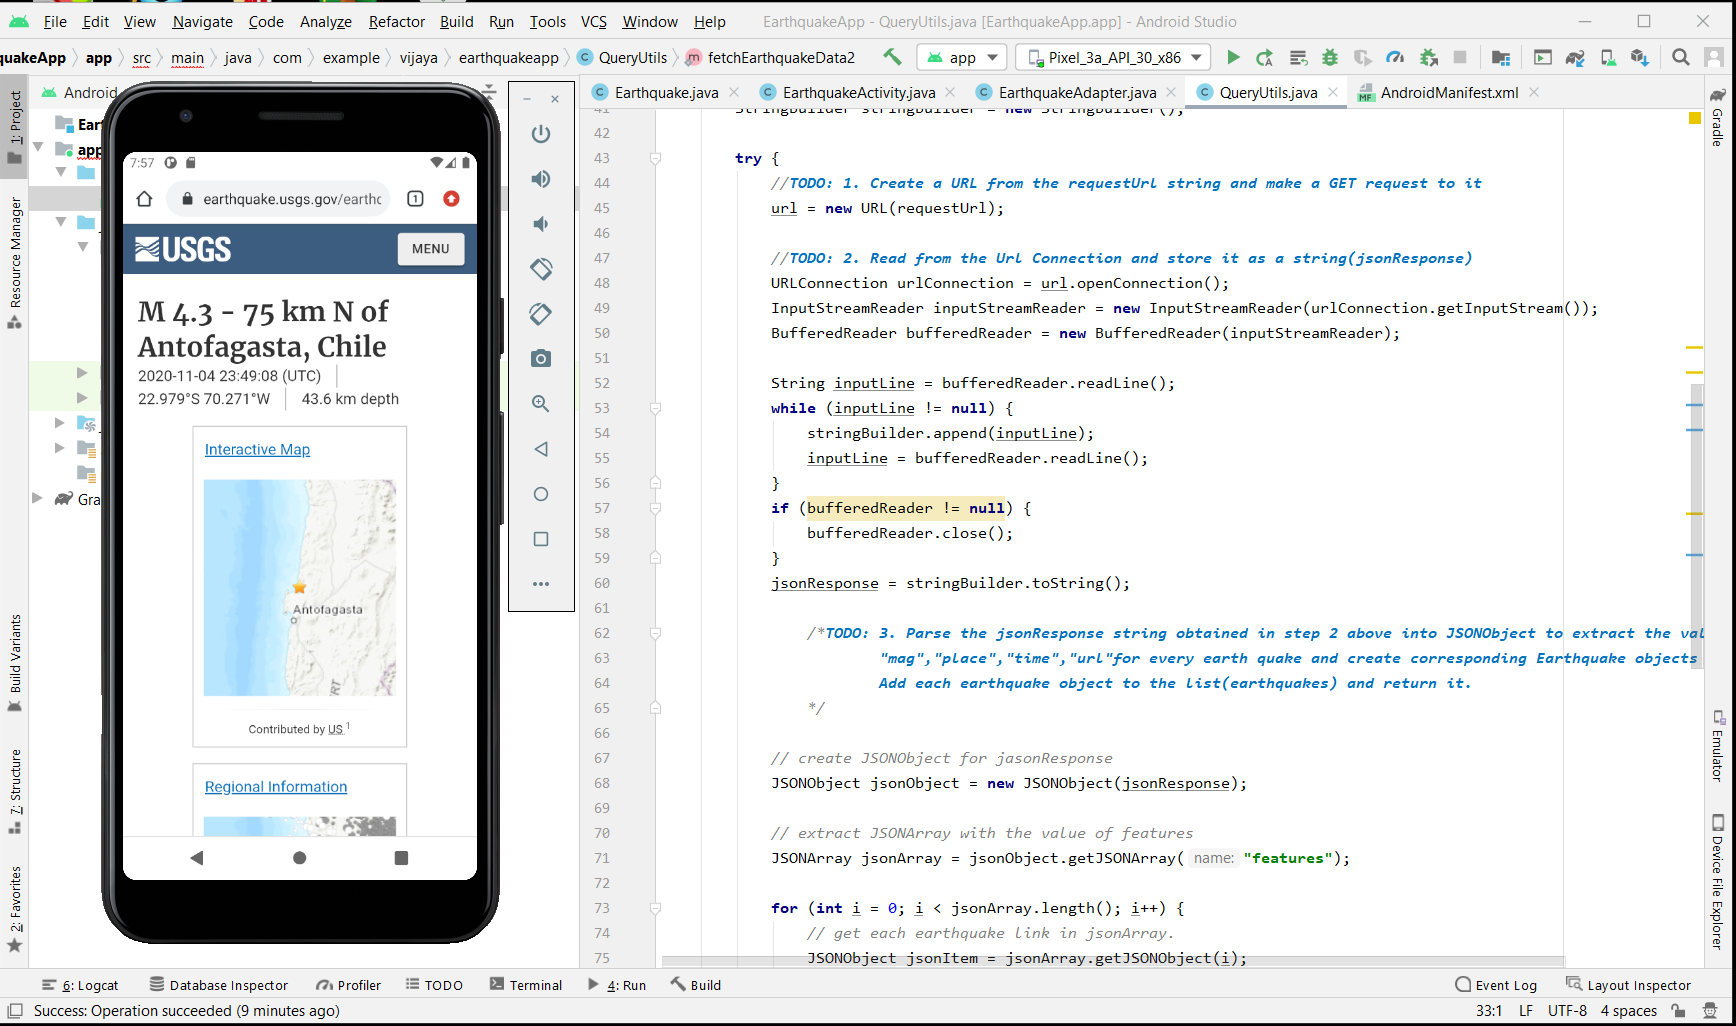 File Edit View Navigate Code Analyze Refactor Build Run Tools VCS Window Help EarthquakeApp - QueryUtils.java [EarthquakeApp.app] - Android Studio
quakeApp app src main java com example vijaya earthquakeapp C QueryUtils m fetchEarthquakeData2 app Pixel_3a_API_30_x86
Android
Earthquake.java EarthquakeActivity.java EarthquakeAdapter.java QueryUtils.java AndroidManifest.xml
1: Project
Resource Manager
Build Variants
7: Structure
2: Favorites
Ear
app
Gra
7:57
earthquake.usgs.gov/earthc 1
USGS MENU
M 4.3 - 75 km N of
Antofagasta, Chile
2020-11-04 23:49:08 (UTC)
22.979°S 70.271°W 43.6 km depth
Interactive Map
Antofagasta
Contributed by US 1
Regional Information
41 StringBuilder stringBuilder = new StringBuilder();
42
43 try {
44 //TODO: 1. Create a URL from the requestUrl string and make a GET request to it
45 url = new URL(requestUrl);
46
47 //TODO: 2. Read from the Url Connection and store it as a string(jsonResponse)
48 URLConnection urlConnection = url.openConnection();
49 InputStreamReader inputStreamReader = new InputStreamReader(urlConnection.getInputStream());
50 BufferedReader bufferedReader = new BufferedReader(inputStreamReader);
51
52 String inputLine = bufferedReader.readLine();
53 while (inputLine != null) {
54 stringBuilder.append(inputLine);
55 inputLine = bufferedReader.readLine();
56 }
57 if (bufferedReader != null) {
58 bufferedReader.close();
59 }
60 jsonResponse = stringBuilder.toString();
61
62 /*TODO: 3. Parse the jsonResponse string obtained in step 2 above into JSONObject to extract the val
63 "mag","place","time","url"for every earth quake and create corresponding Earthquake objects
64 Add each earthquake object to the list(earthquakes) and return it.
65 */
66
67 // create JSONObject for jasonResponse
68 JSONObject jsonObject = new JSONObject(jsonResponse);
69
70 // extract JSONArray with the value of features
71 JSONArray jsonArray = jsonObject.getJSONArray( name: "features");
72
73 for (int i = 0; i < jsonArray.length(); i++) {
74 // get each earthquake link in jsonArray.
75 JSONObject jsonItem = jsonArray.getJSONObject(i);
Gradle
Emulator
Device File Explorer
6: Logcat Database Inspector Profiler TODO Terminal 4: Run Build Event Log Layout Inspector
Success: Operation succeeded (9 minutes ago) 33:1 LF UTF-8 4 spaces